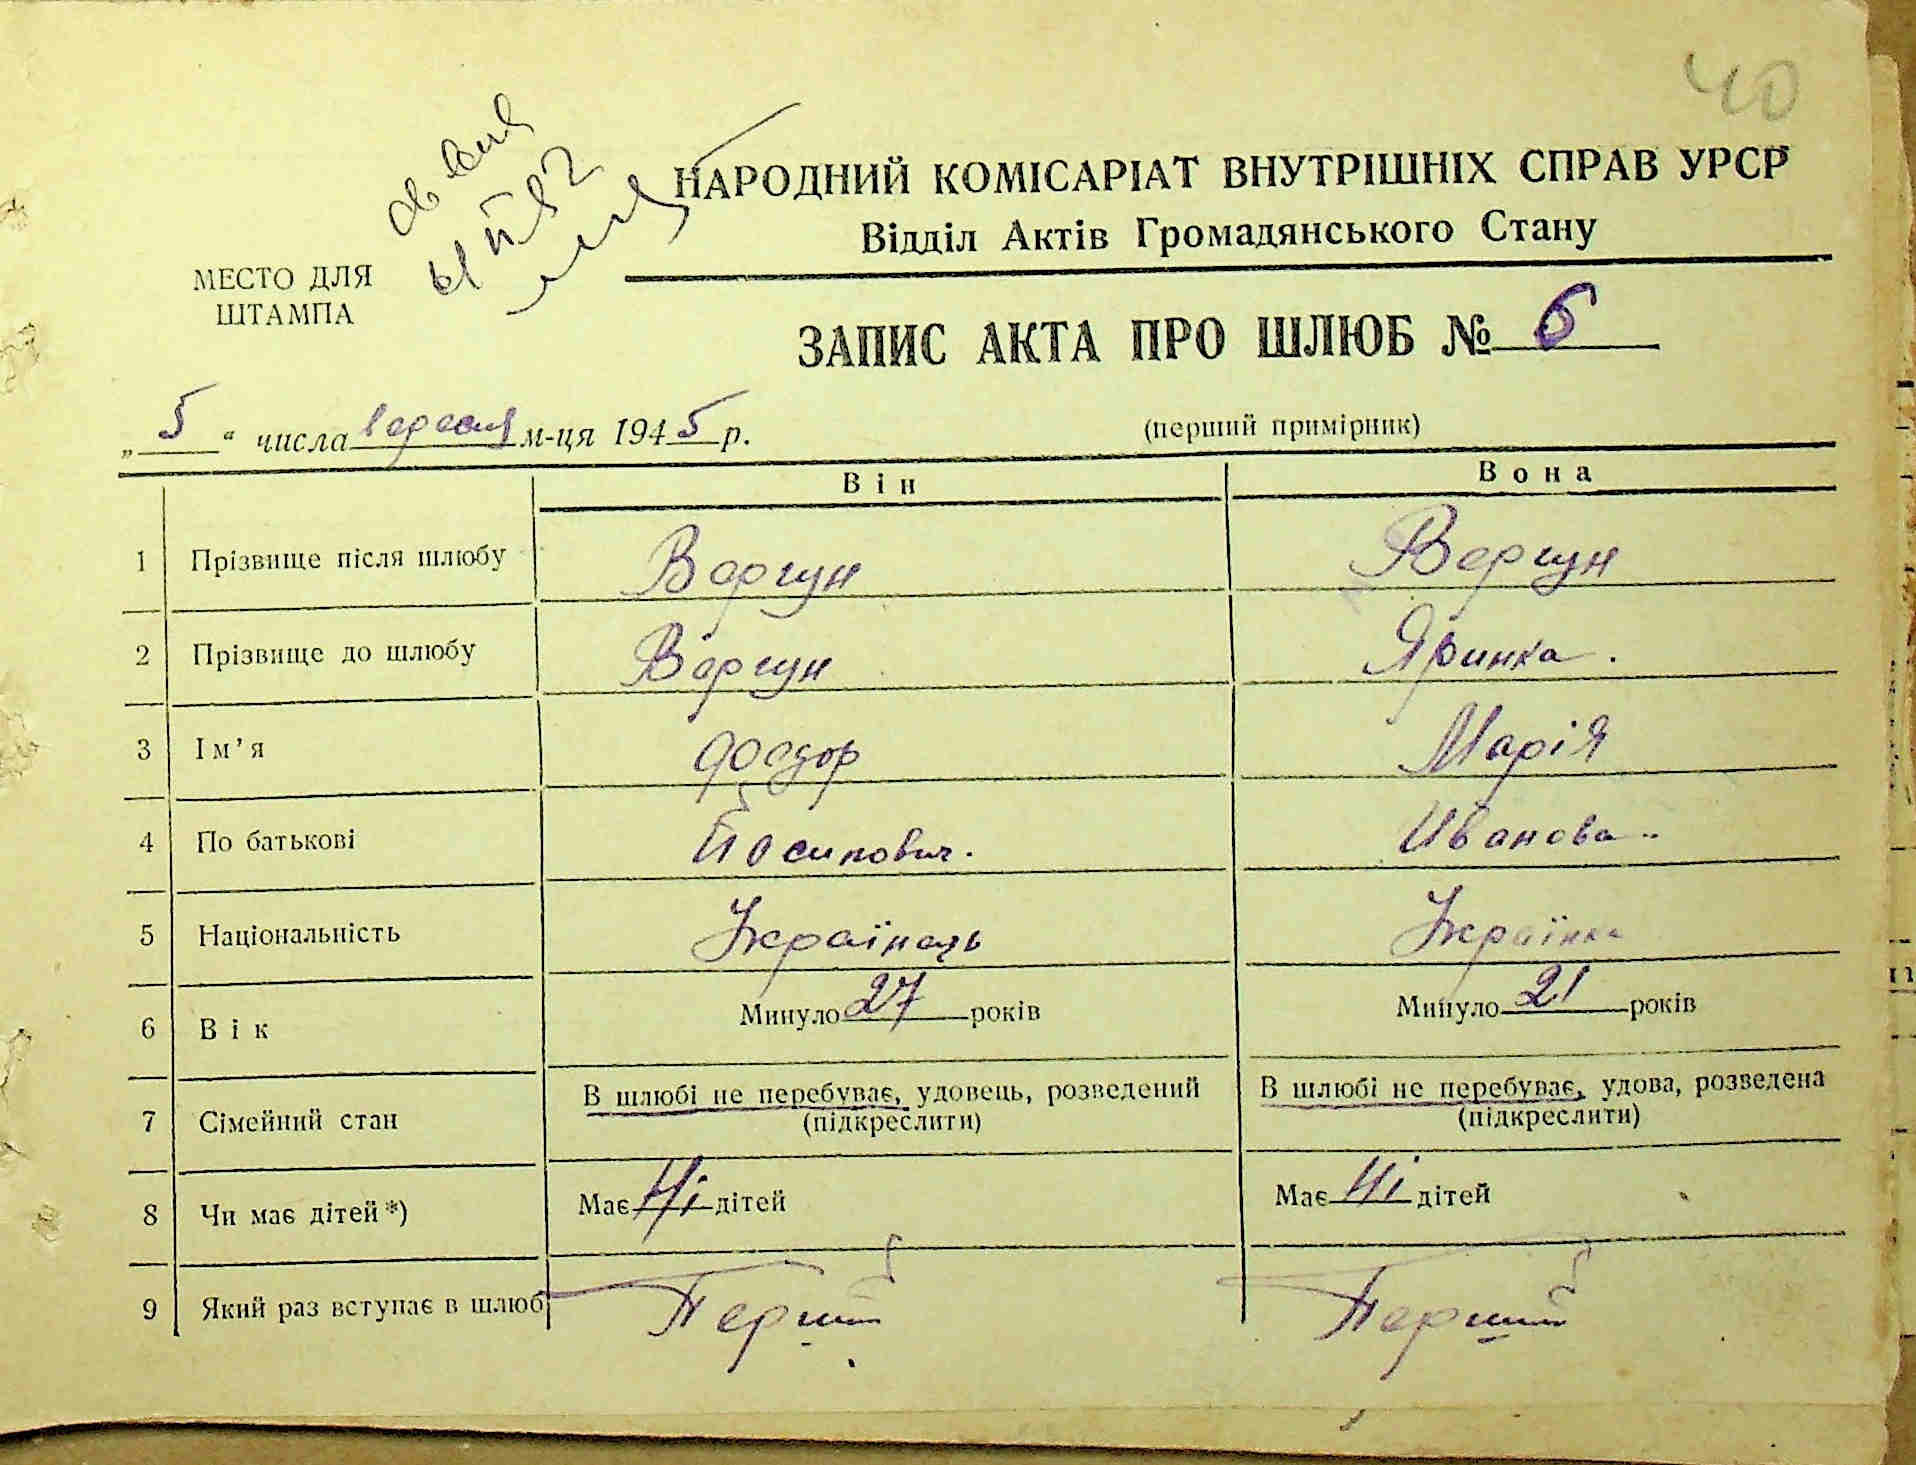 40
НАРОДНИЙ КОМІСАРІАТ ВНУТРІШНІХ СПРАВ УРСР
Відділ Актів Громадянського Стану
МЕСТО ДЛЯ
ШТАМПА
ЗАПИС АКТА ПРО ШЛЮБ № 6
„ 5 “ числа вересня м-ця 1945 р. (перший примірник)
Він Вона
1 Прізвище після шлюбу Вергун Вергун
2 Прізвище до шлюбу Вергун Яринка.
3 Ім’я Федор Марія
4 По батькові Йосипович. Иванова
5 Національність Українець Українка
6 Вік Минуло 27 років Минуло 21 років
7 Сімейний стан В шлюбі не перебуває, удовець, розведений В шлюбі не перебуває, удова, розведена
(підкреслити) (підкреслити)
8 Чи має дітей *) Має Ні дітей Має Ні дітей
9 Який раз вступає в шлюб Перший Перший